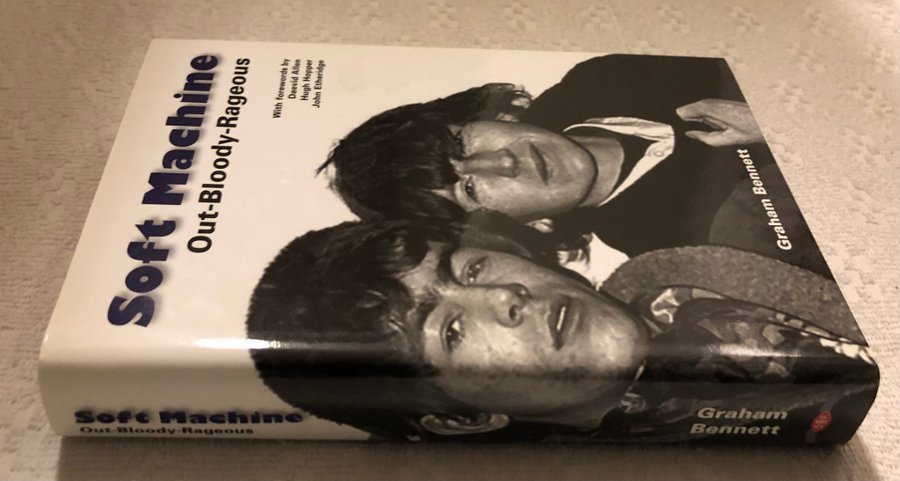 Soft Machine
Out-Bloody-Rageous
With forewords by
Daevid Allen
Hugh Hopper
John Etheridge
Graham Bennett
Soft Machine
Out-Bloody-Rageous
Graham
Bennett